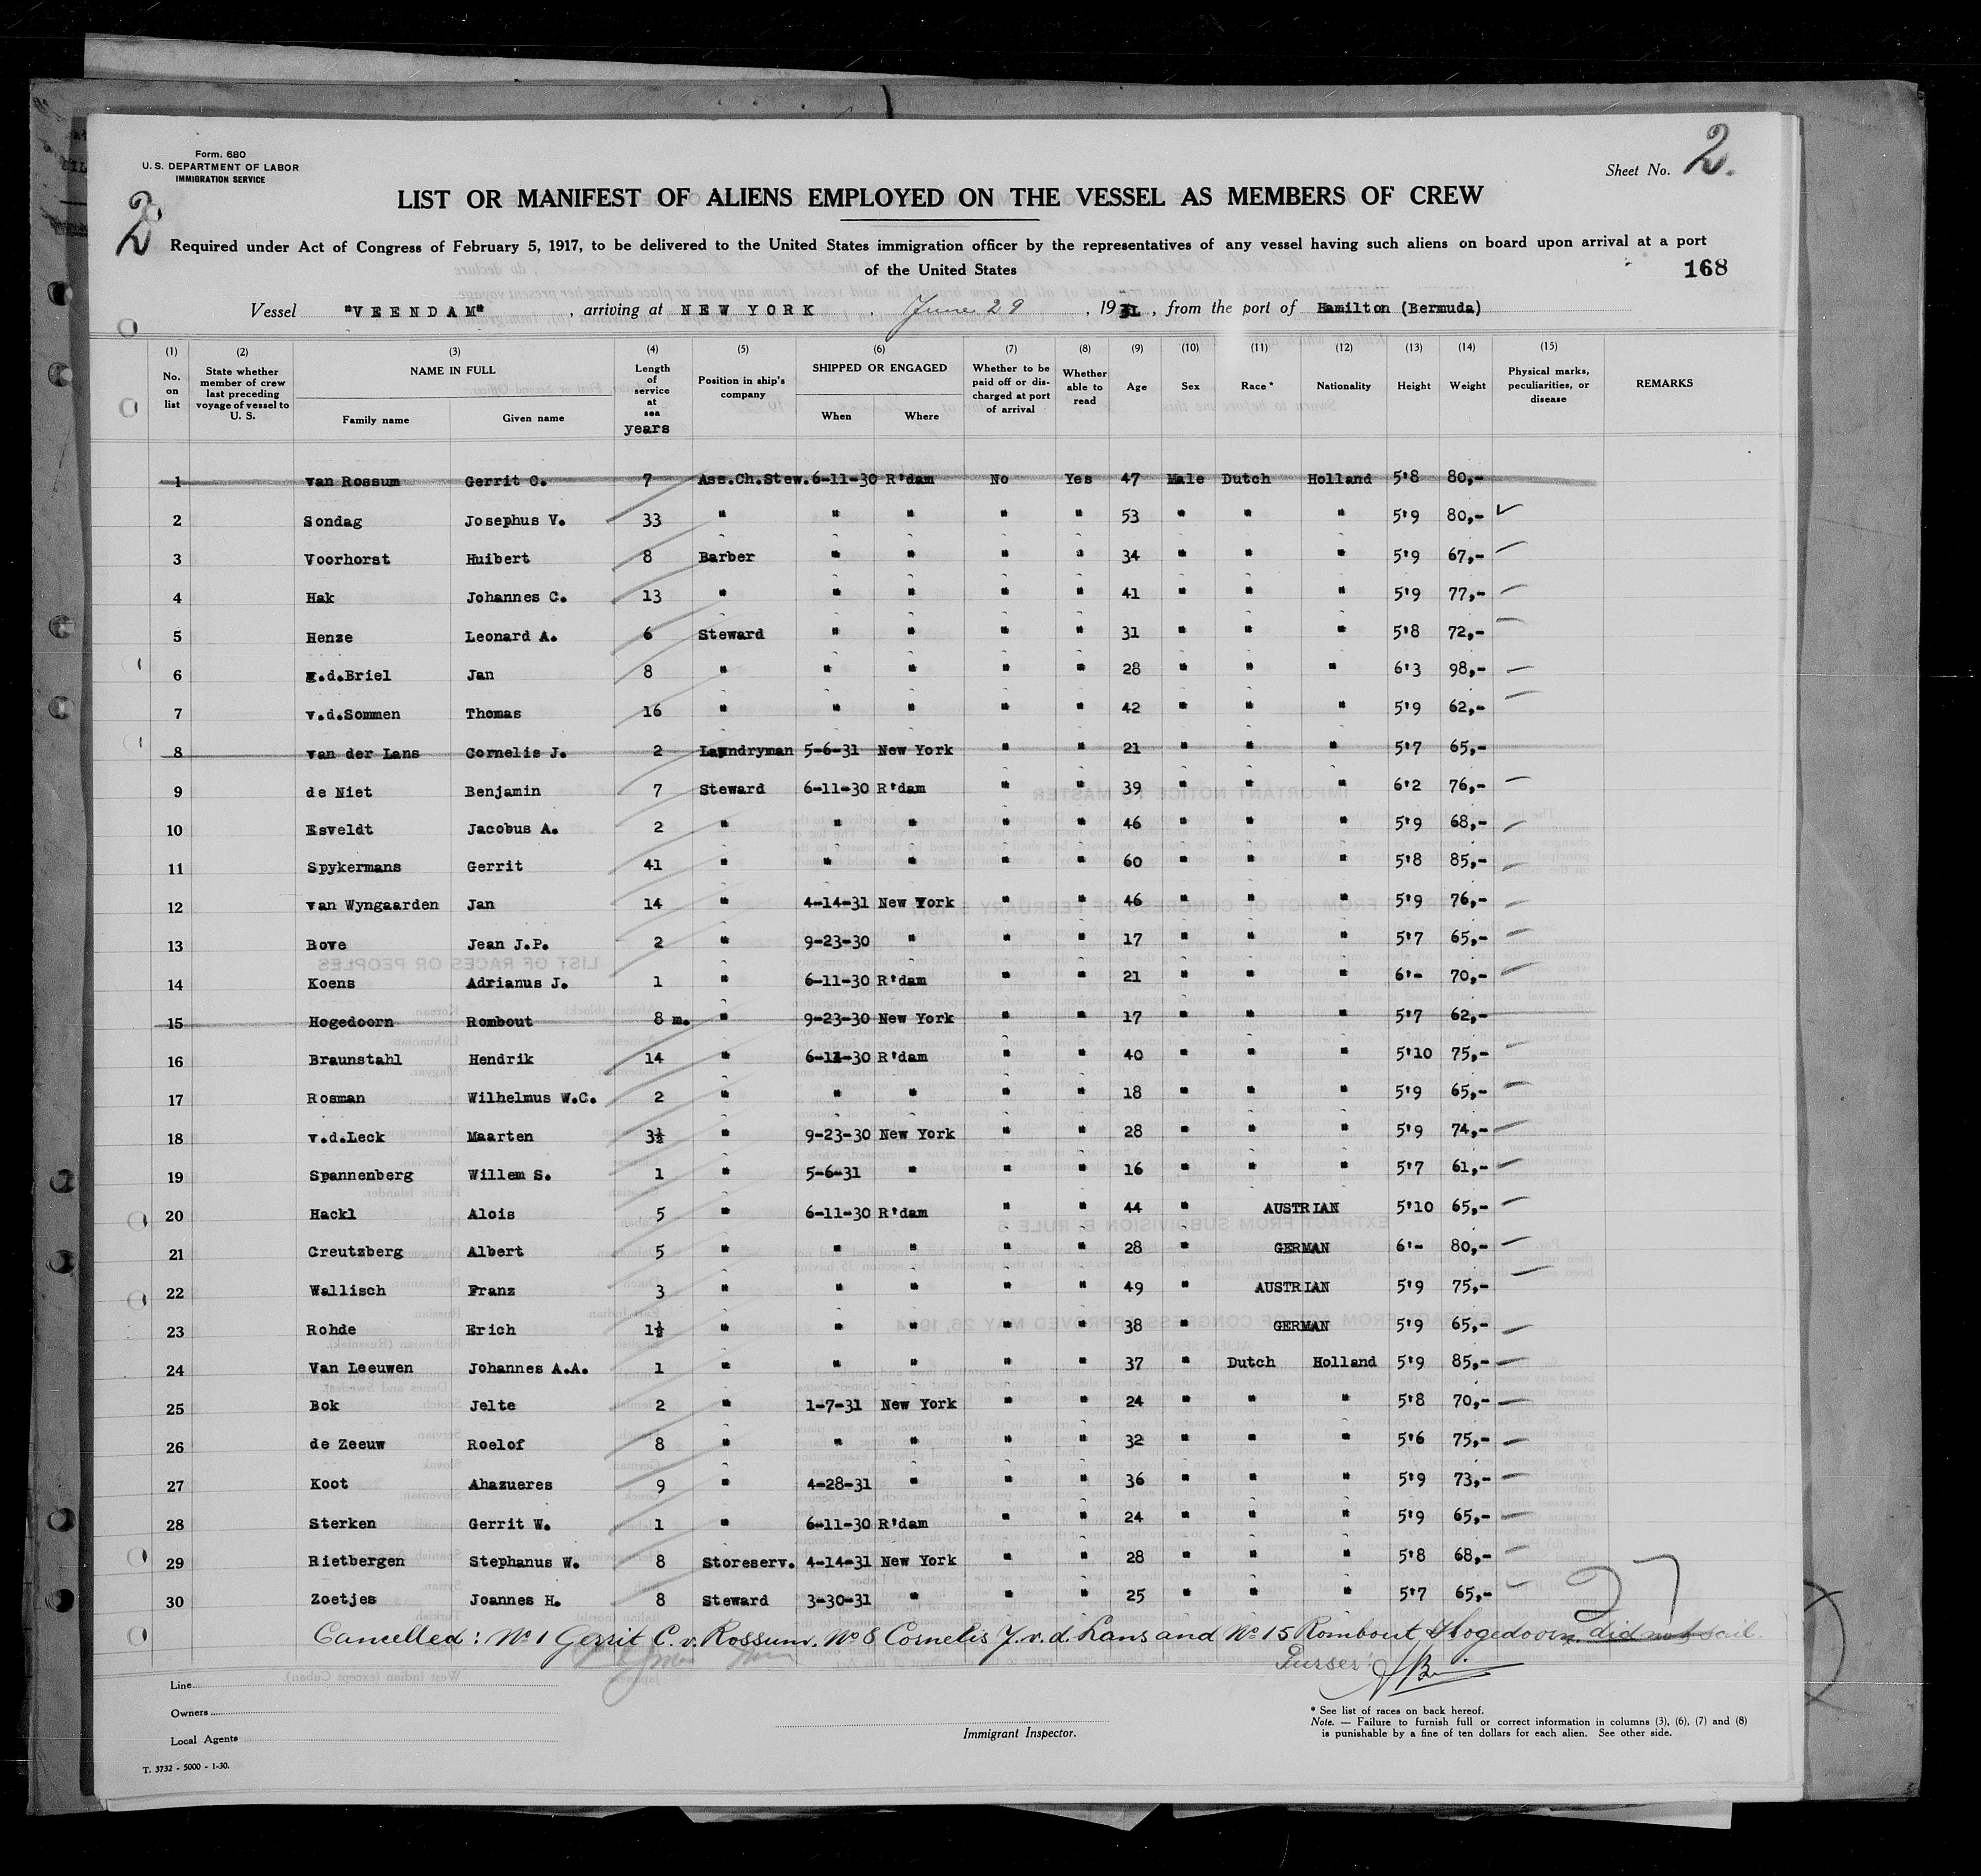 Form. 680
U. S. DEPARTMENT OF LABOR
IMMIGRATION SERVICE
Sheet No. 2.
2
LIST OR MANIFEST OF ALIENS EMPLOYED ON THE VESSEL AS MEMBERS OF CREW
Required under Act of Congress of February 5, 1917, to be delivered to the United States immigration officer by the representatives of any vessel having such aliens on board upon arrival at a port
of the United States
168
Vessel "VEENDAM", arriving at NEW YORK, June 29, 1931, from the port of Hamilton (Bermuda)
(1) (2) (3) (4) (5) (6) (7) (8) (9) (10) (11) (12) (13) (14) (15)
No. on list State whether member of crew last preceding voyage of vessel to U. S. NAME IN FULL Length of service at sea years Position in ship's company SHIPPED OR ENGAGED Whether to be paid off or discharged at port of arrival Whether able to read Age Sex Race * Nationality Height Weight Physical marks, peculiarities, or disease REMARKS
Family name Given name When Where
1 van Rossum Gerrit C. 7 Ass.Ch.Stew. 6-11-30 R'dam No Yes 47 Male Dutch Holland 5'8 80,-
2 Sondag Josephus V. 33 " " " " " 53 " " " 5'9 80,-
3 Voorhorst Huibert 8 Barber " " " " 34 " " " 5'9 67,-
4 Hak Johannes C. 13 " " " " " 41 " " " 5'9 77,-
5 Henze Leonard A. 6 Steward " " " " 31 " " " 5'8 72,-
6 v.d.Briel Jan 8 " " " " " 28 " " " 6'3 98,-
7 v.d.Sommen Thomas 16 " " " " " 42 " " " 5'9 62,-
8 van der Lans Cornelis J. 2 Laundryman 5-6-31 New York " " 21 " " " 5'7 65,-
9 de Niet Benjamin 7 Steward 6-11-30 R'dam " " 39 " " " 6'2 76,-
10 Esveldt Jacobus A. 2 " " " " " 46 " " " 5'9 68,-
11 Spykermans Gerrit 41 " " " " " 60 " " " 5'8 85,-
12 van Wyngaarden Jan 14 " 4-14-31 New York " " 46 " " " 5'9 76,-
13 Bove Jean J.P. 2 " 9-23-30 " " " 17 " " " 5'7 65,-
14 Koens Adrianus J. 1 " 6-11-30 R'dam " " 21 " " " 6'- 70,-
15 Hogedoorn Rombout 8 m. " 9-23-30 New York " " 17 " " " 5'7 62,-
16 Braunstahl Hendrik 14 " 6-11-30 R'dam " " 40 " " " 5'10 75,-
17 Rosman Wilhelmus W.C. 2 " " " " " 18 " " " 5'9 65,-
18 v.d.Leck Maarten 3½ " 9-23-30 New York " " 28 " " " 5'9 74,-
19 Spannenberg Willem S. 1 " 5-6-31 " " " 16 " " " 5'7 61,-
20 Hackl Alois 5 " 6-11-30 R'dam " " 44 " AUSTRIAN 5'10 65,-
21 Creutzberg Albert 5 " " " " " 28 " GERMAN 6'- 80,-
22 Wallisch Franz 3 " " " " " 49 " AUSTRIAN 5'9 75,-
23 Rohde Erich 1½ " " " " " 38 " GERMAN 5'9 65,-
24 Van Leeuwen Johannes A.A. 1 " " " " " 37 " Dutch Holland 5'9 85,-
25 Bok Jelte 2 " 1-7-31 New York " " 24 " " " 5'8 70,-
26 de Zeeuw Roelof 8 " " " " " 32 " " " 5'6 75,-
27 Koot Ahazueres 9 " 4-28-31 " " " 36 " " " 5'9 73,-
28 Sterken Gerrit W. 1 " 6-11-30 R'dam " " 24 " " " 5'9 65,-
29 Rietbergen Stephanus W. 8 Storeserv. 4-14-31 New York " " 28 " " " 5'8 68,-
30 Zoetjes Joannes H. 8 Steward 3-30-31 " " " 25 " " " 5'7 65,-
27
Cancelled: No 1 Gerrit C. v. Rossum. No 8 Cornelis J. v. d. Lans and No 15 Rombout Hogedoorn did not sail.
Purser:
Line
Owners
Local Agents
Immigrant Inspector.
* See list of races on back hereof.
Note. — Failure to furnish full or correct information in columns (3), (6), (7) and (8)
is punishable by a fine of ten dollars for each alien. See other side.
T. 3732 - 5000 - 1-30.